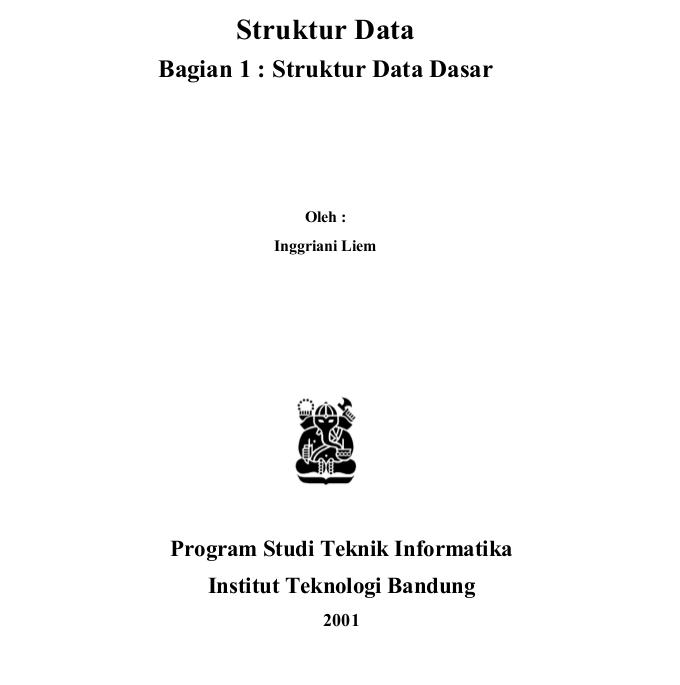 Struktur Data
Bagian 1 : Struktur Data Dasar
Oleh :
Inggriani Liem
Program Studi Teknik Informatika
Institut Teknologi Bandung
2001